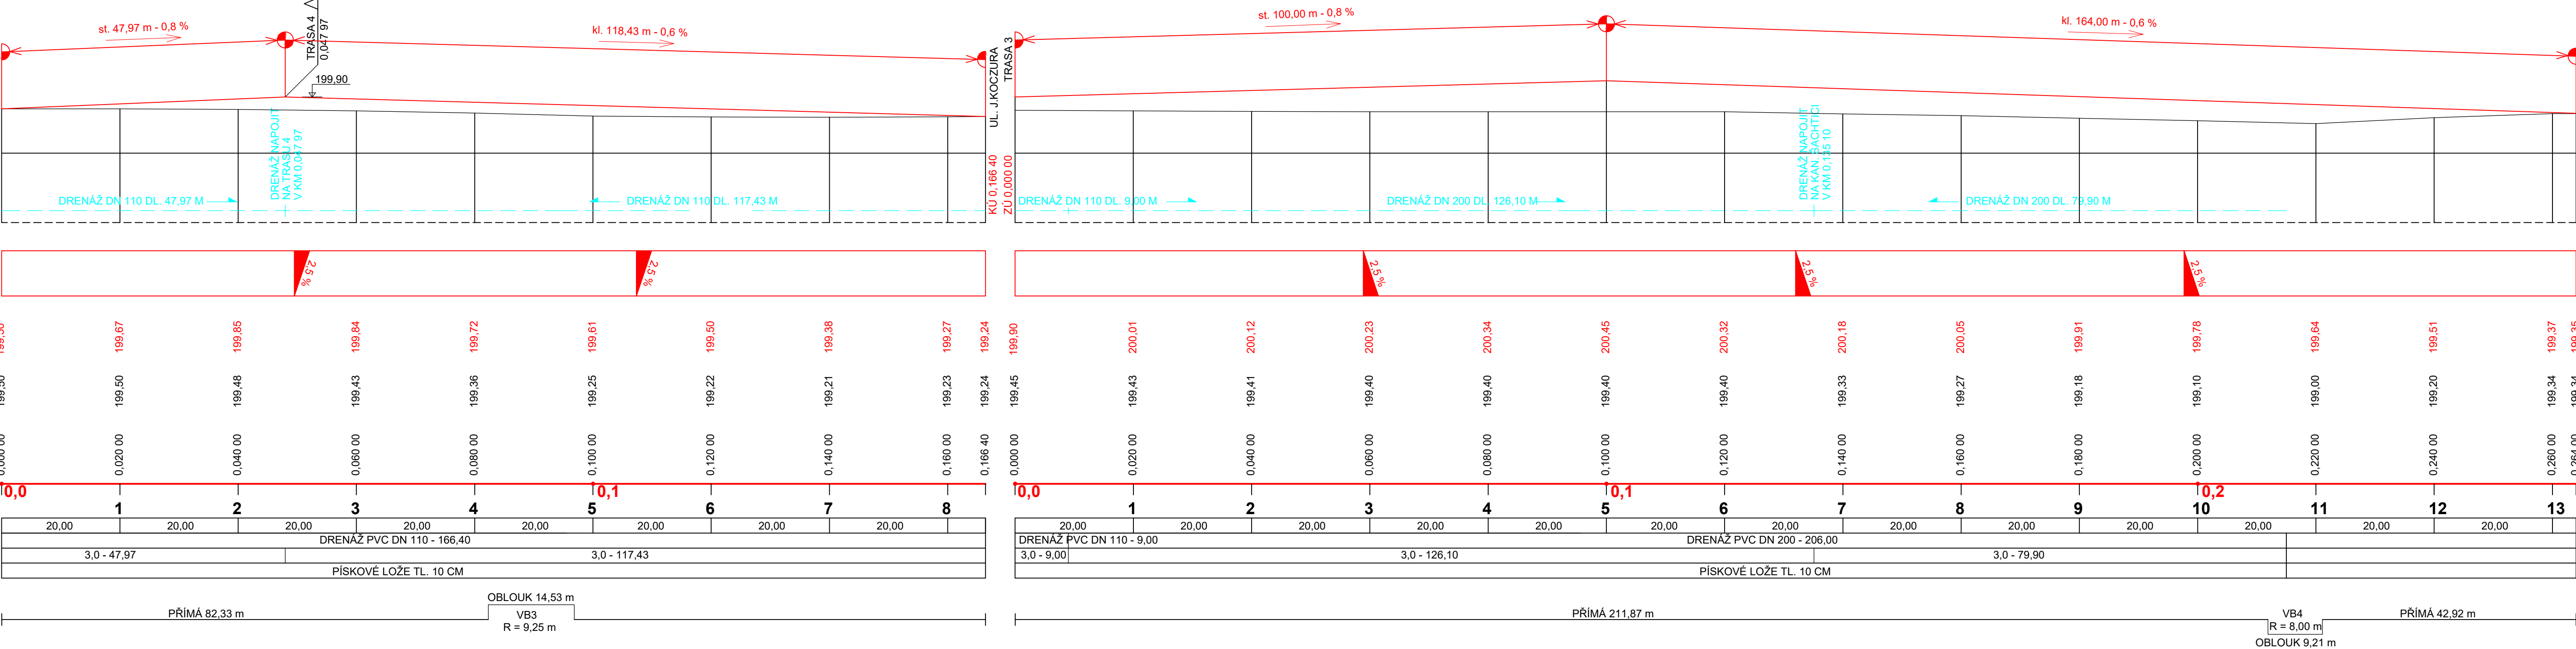 st. 47,97 m - 0,8 %
TRASA 4
0,047 97
kl. 118,43 m - 0,6 %
199,90
UL. J.KOCZURA
TRASA 3
st. 100,00 m - 0,8 %
kl. 164,00 m - 0,6 %
DRENÁŽ NAPOJIT
NA TRASU 4
V KM 0,047 97
DRENÁŽ DN 110 DL. 47,97 M
DRENÁŽ DN 110 DL. 117,43 M
KÚ 0,166 40
ZÚ 0,000 00
DRENÁŽ DN 110 DL. 9,00 M
DRENÁŽ DN 200 DL. 126,10 M
DRENÁŽ NAPOJIT
NA KAN. ŠACHTICI
V KM 0,135 10
DRENÁŽ DN 200 DL. 79,90 M
2,5 % 2,5 % 2,5 % 2,5 % 2,5 %
199,67 199,85 199,84 199,72 199,61 199,50 199,38 199,27 199,24 199,90 200,01 200,12 200,23 200,34 200,45 200,32 200,18 200,05 199,91 199,78 199,64 199,51 199,37
199,50 199,50 199,48 199,43 199,36 199,25 199,22 199,21 199,23 199,24 199,45 199,43 199,41 199,40 199,40 199,40 199,40 199,33 199,27 199,18 199,10 199,00 199,20 199,34 199,34
0,000 00 0,020 00 0,040 00 0,060 00 0,080 00 0,100 00 0,120 00 0,140 00 0,160 00 0,166 40 0,000 00 0,020 00 0,040 00 0,060 00 0,080 00 0,100 00 0,120 00 0,140 00 0,160 00 0,180 00 0,200 00 0,220 00 0,240 00 0,260 00 0,264 00
0,0 0,1 0,0 0,1 0,2
1 2 3 4 5 6 7 8 1 2 3 4 5 6 7 8 9 10 11 12 13
20,00 20,00 20,00 20,00 20,00 20,00 20,00 20,00 20,00 20,00 20,00 20,00 20,00 20,00 20,00 20,00 20,00 20,00 20,00 20,00 20,00
DRENÁŽ PVC DN 110 - 166,40 DRENÁŽ PVC DN 110 - 9,00 DRENÁŽ PVC DN 200 - 206,00
3,0 - 47,97 3,0 - 117,43 3,0 - 9,00 3,0 - 126,10 3,0 - 79,90
PÍSKOVÉ LOŽE TL. 10 CM PÍSKOVÉ LOŽE TL. 10 CM
OBLOUK 14,53 m
PŘÍMÁ 82,33 m VB3 PŘÍMÁ 211,87 m VB4 PŘÍMÁ 42,92 m
R = 9,25 m R = 8,00 m
OBLOUK 9,21 m